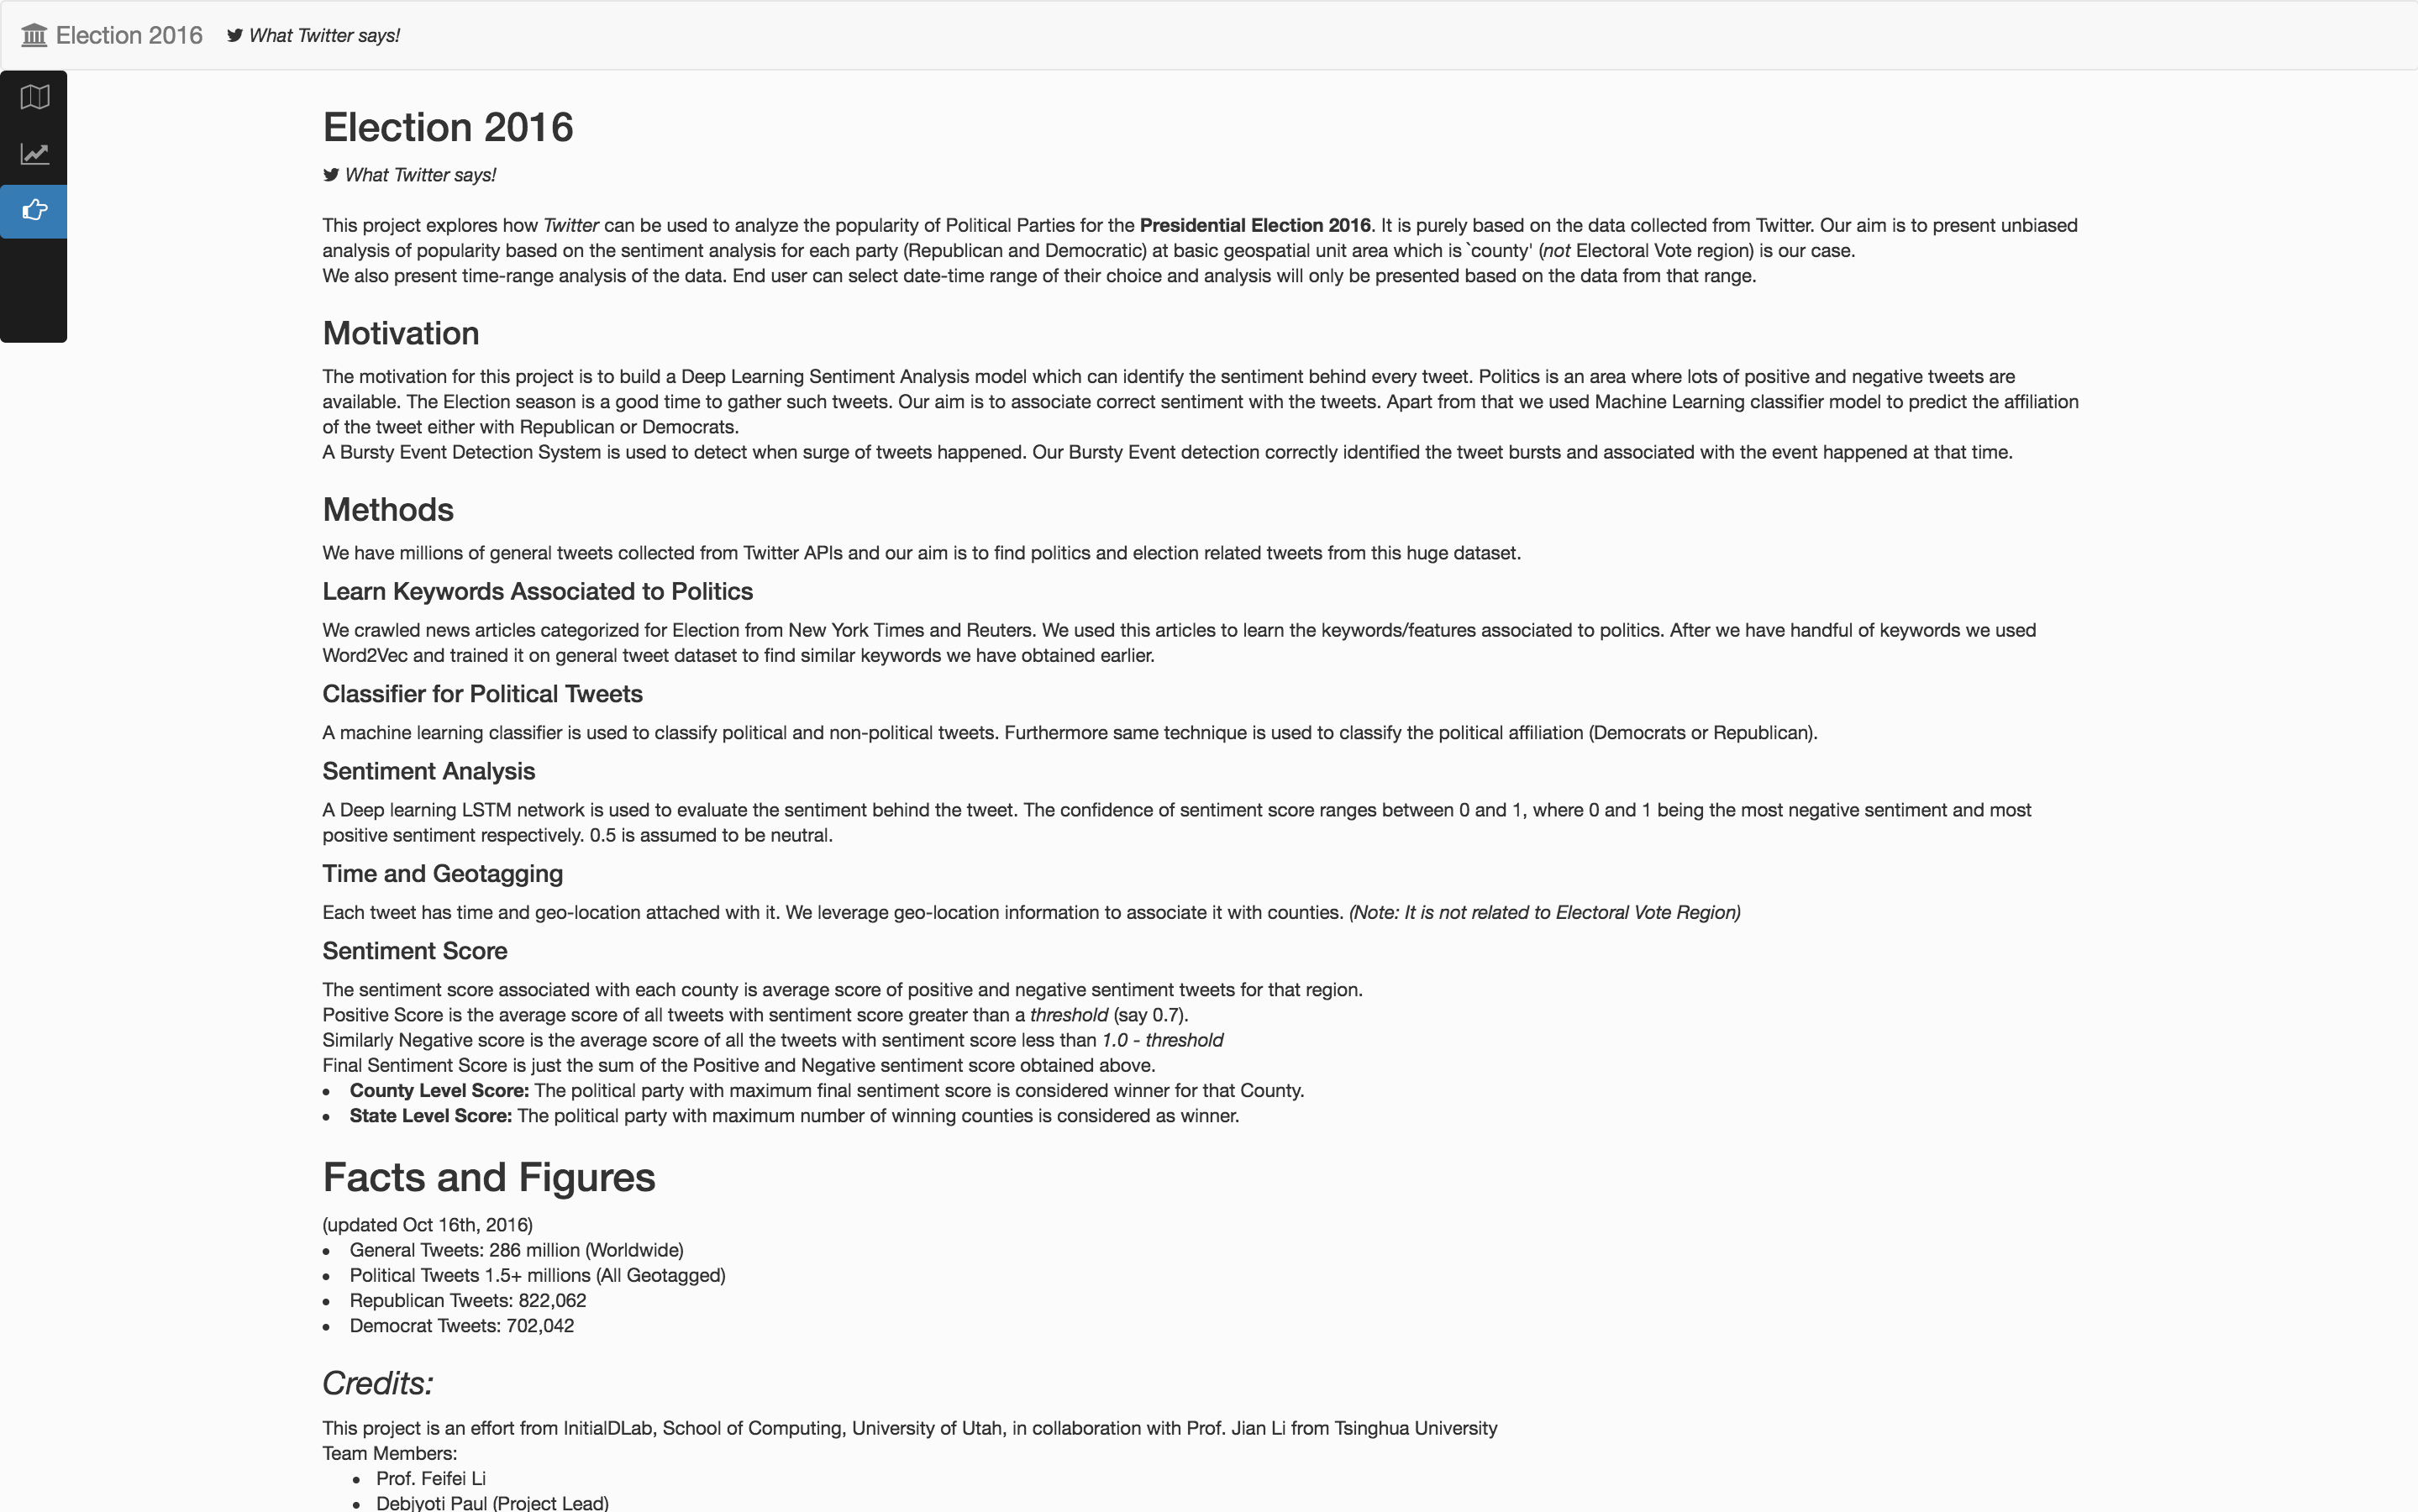 Election 2016 What Twitter says!
Election 2016
What Twitter says!
This project explores how Twitter can be used to analyze the popularity of Political Parties for the Presidential Election 2016. It is purely based on the data collected from Twitter. Our aim is to present unbiased
analysis of popularity based on the sentiment analysis for each party (Republican and Democratic) at basic geospatial unit area which is `county' (not Electoral Vote region) is our case.
We also present time-range analysis of the data. End user can select date-time range of their choice and analysis will only be presented based on the data from that range.
Motivation
The motivation for this project is to build a Deep Learning Sentiment Analysis model which can identify the sentiment behind every tweet. Politics is an area where lots of positive and negative tweets are
available. The Election season is a good time to gather such tweets. Our aim is to associate correct sentiment with the tweets. Apart from that we used Machine Learning classifier model to predict the affiliation
of the tweet either with Republican or Democrats.
A Bursty Event Detection System is used to detect when surge of tweets happened. Our Bursty Event detection correctly identified the tweet bursts and associated with the event happened at that time.
Methods
We have millions of general tweets collected from Twitter APIs and our aim is to find politics and election related tweets from this huge dataset.
Learn Keywords Associated to Politics
We crawled news articles categorized for Election from New York Times and Reuters. We used this articles to learn the keywords/features associated to politics. After we have handful of keywords we used
Word2Vec and trained it on general tweet dataset to find similar keywords we have obtained earlier.
Classifier for Political Tweets
A machine learning classifier is used to classify political and non-political tweets. Furthermore same technique is used to classify the political affiliation (Democrats or Republican).
Sentiment Analysis
A Deep learning LSTM network is used to evaluate the sentiment behind the tweet. The confidence of sentiment score ranges between 0 and 1, where 0 and 1 being the most negative sentiment and most
positive sentiment respectively. 0.5 is assumed to be neutral.
Time and Geotagging
Each tweet has time and geo-location attached with it. We leverage geo-location information to associate it with counties. (Note: It is not related to Electoral Vote Region)
Sentiment Score
The sentiment score associated with each county is average score of positive and negative sentiment tweets for that region.
Positive Score is the average score of all tweets with sentiment score greater than a threshold (say 0.7).
Similarly Negative score is the average score of all the tweets with sentiment score less than 1.0 - threshold
Final Sentiment Score is just the sum of the Positive and Negative sentiment score obtained above.
• County Level Score: The political party with maximum final sentiment score is considered winner for that County.
• State Level Score: The political party with maximum number of winning counties is considered as winner.
Facts and Figures
(updated Oct 16th, 2016)
• General Tweets: 286 million (Worldwide)
• Political Tweets 1.5+ millions (All Geotagged)
• Republican Tweets: 822,062
• Democrat Tweets: 702,042
Credits:
This project is an effort from InitialDLab, School of Computing, University of Utah, in collaboration with Prof. Jian Li from Tsinghua University
Team Members:
• Prof. Feifei Li
• Debjyoti Paul (Project Lead)